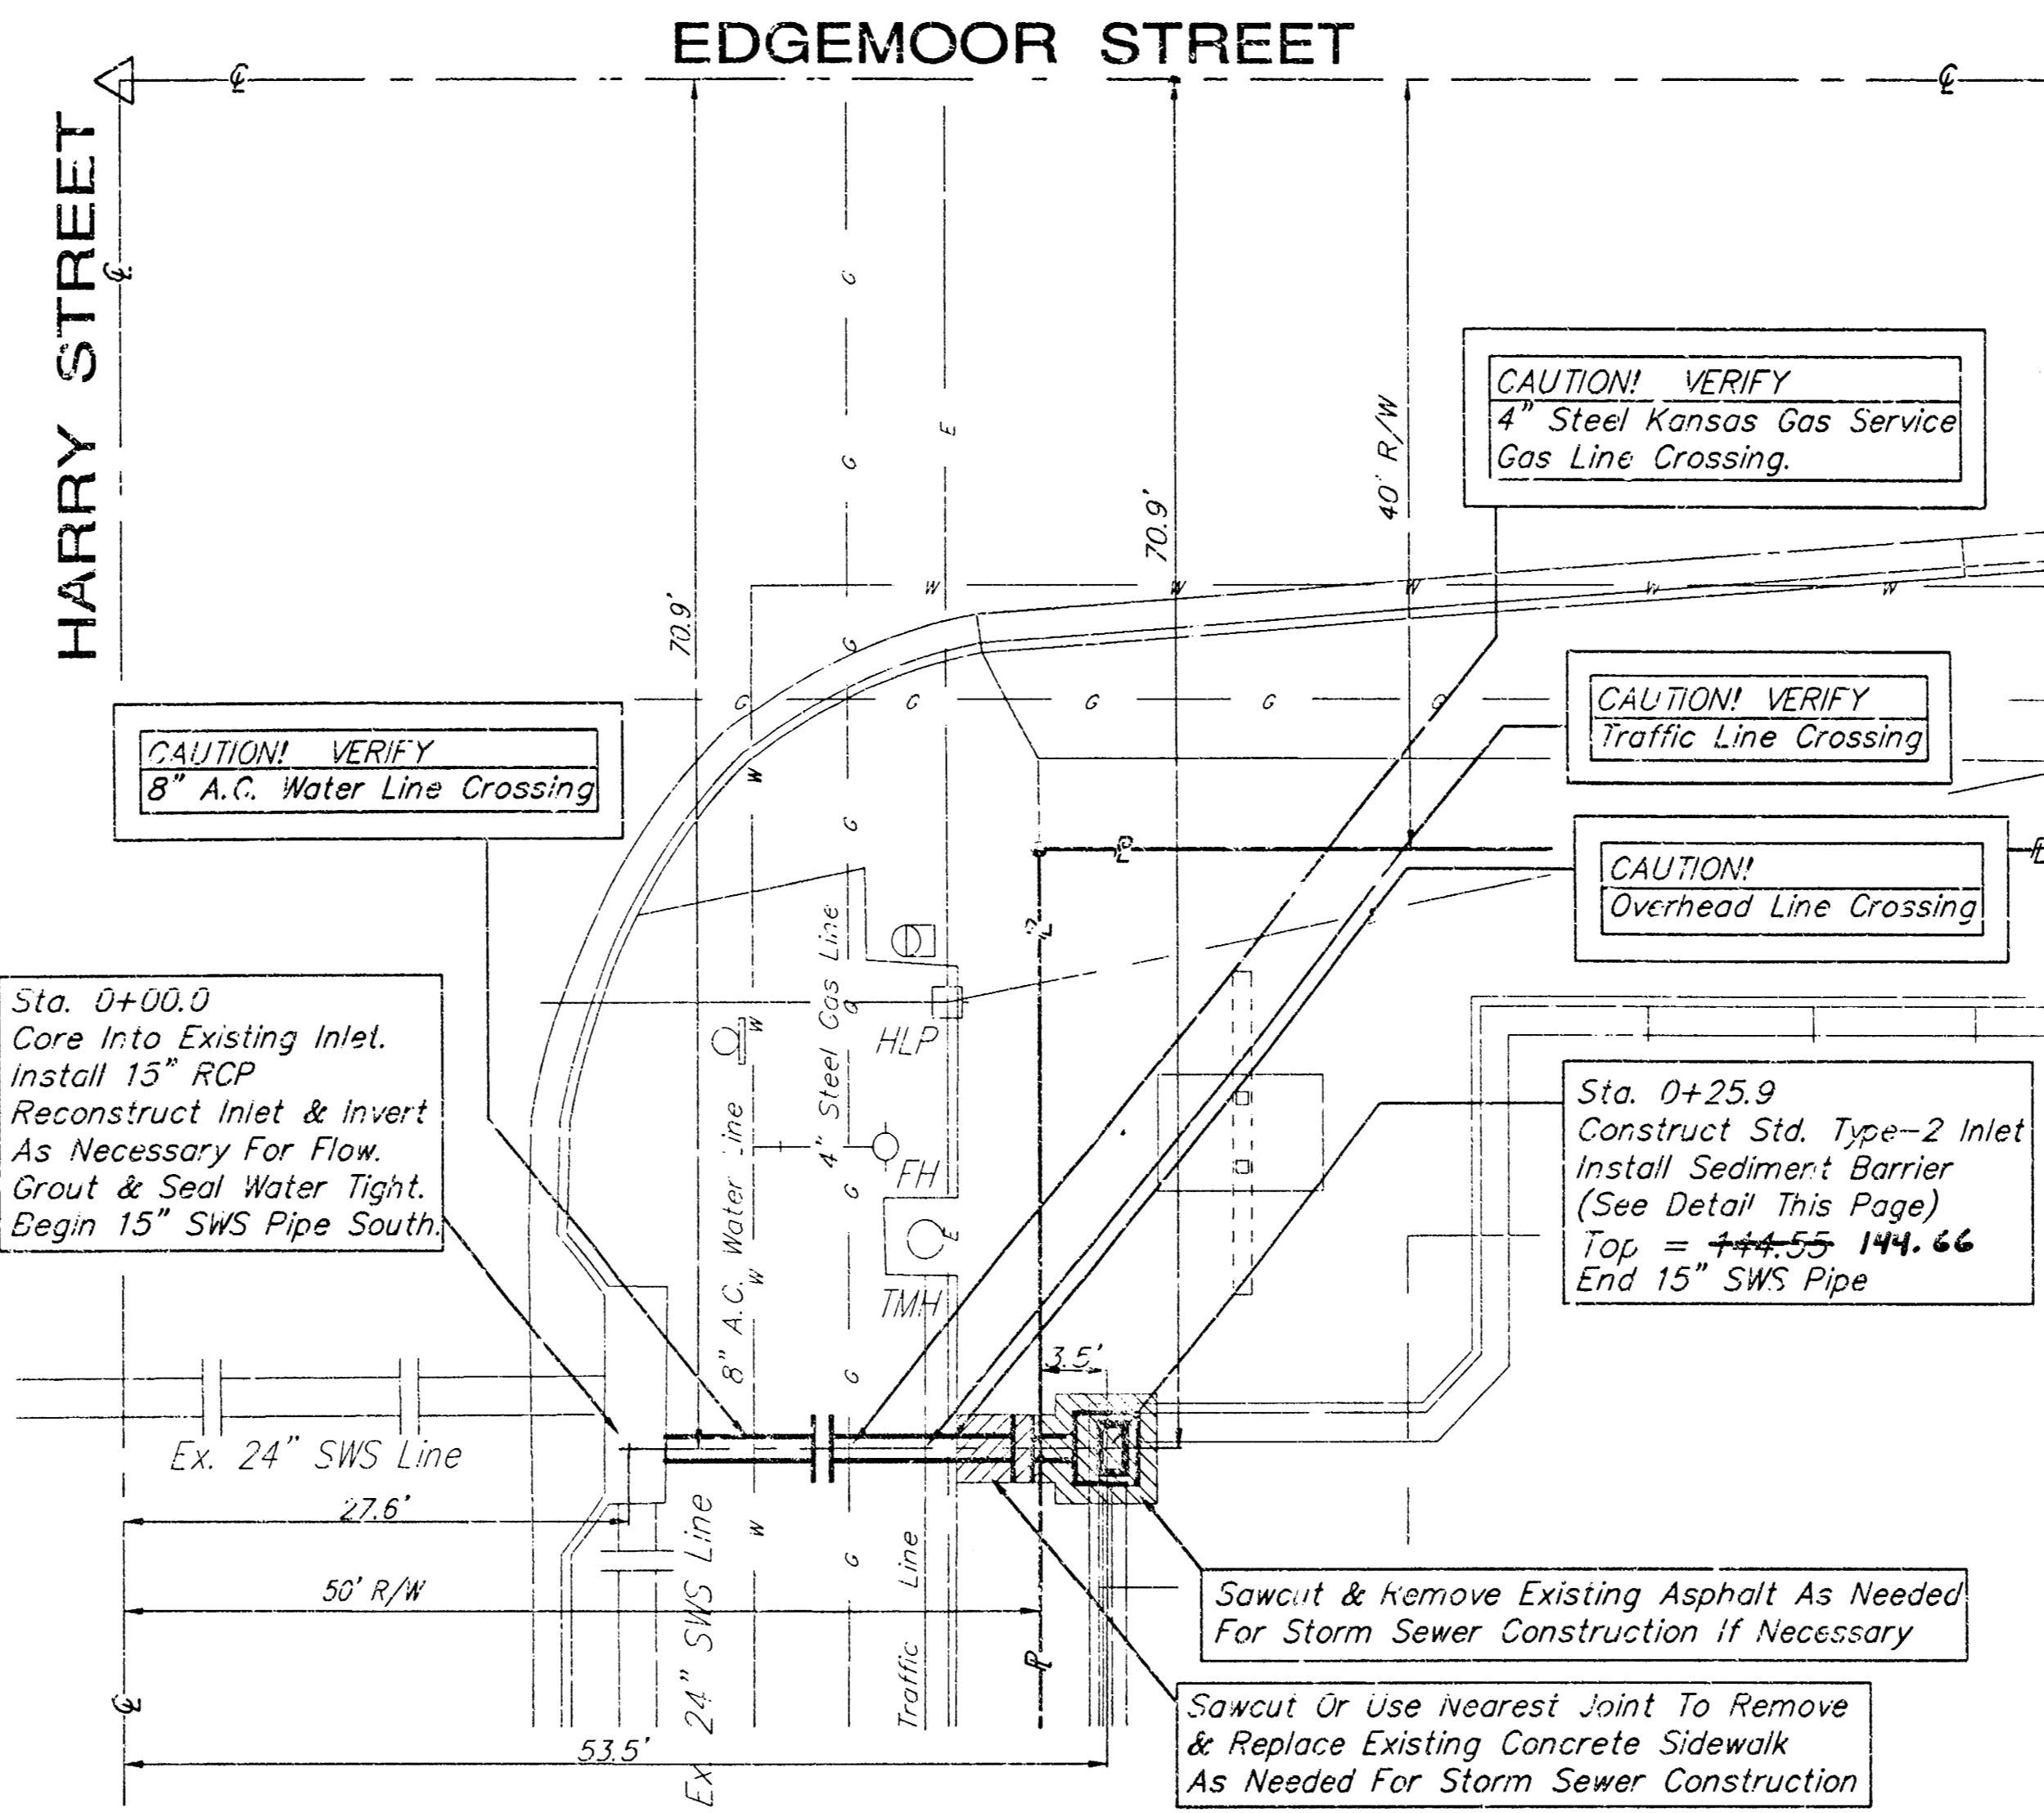 EDGEMOOR STREET
HARRY STREET
70.9'
70.9'
40' R/W
CAUTION! VERIFY
4" Steel Kansas Gas Service
Gas Line Crossing.
CAUTION! VERIFY
Traffic Line Crossing
CAUTION! VERIFY
8" A.C. Water Line Crossing
CAUTION!
Overhead Line Crossing
Sta. 0+00.0
Core Into Existing Inlet.
Install 15" RCP
Reconstruct Inlet & Invert
As Necessary For Flow.
Grout & Seal Water Tight.
Begin 15" SWS Pipe South.
8" A.C. Water Line
4" Steel Gas Line
HLP
FH
TMH
Sta. 0+25.9
Construct Std. Type-2 Inlet
Install Sediment Barrier
(See Detail This Page)
Top = 144.55 144.66
End 15" SWS Pipe
3.5'
Ex. 24" SWS Line
27.6'
50' R/W
53.5'
Ex 24" SWS Line
Traffic Line
Sawcut & Remove Existing Asphalt As Needed
For Storm Sewer Construction If Necessary
Sawcut Or Use Nearest Joint To Remove
& Replace Existing Concrete Sidewalk
As Needed For Storm Sewer Construction